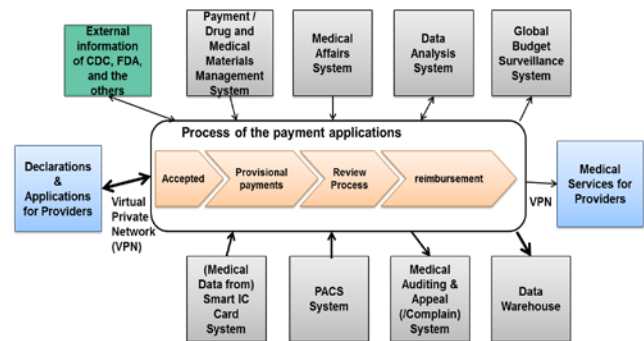 External
information
of CDC, FDA,
and the
others
Payment /
Drug and
Medical
Materials
Management
System
Medical
Affairs
System
Data
Analysis
System
Global
Budget
Surveillance
System
Process of the payment applications
Declarations
&
Applications
for Providers
Accepted
Provisional
payments
Review
Process
reimbursement
Medical
Services for
Providers
Virtual
Private
Network
(VPN)
VPN
(Medical
Data from)
Smart IC
Card
System
PACS
System
Medical
Auditing &
Appeal
(/Complain)
System
Data
Warehouse